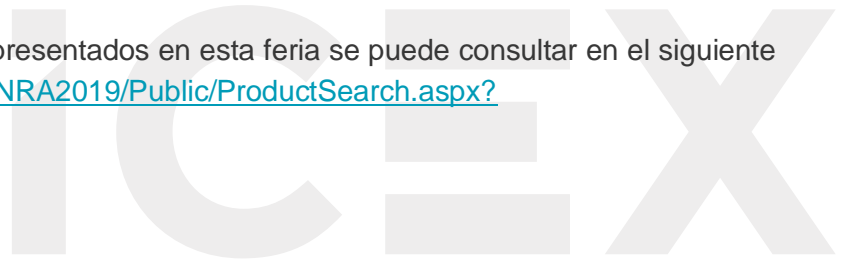 presentados en esta feria se puede consultar en el siguiente
NRA2019/Public/ProductSearch.aspx?
ICEX